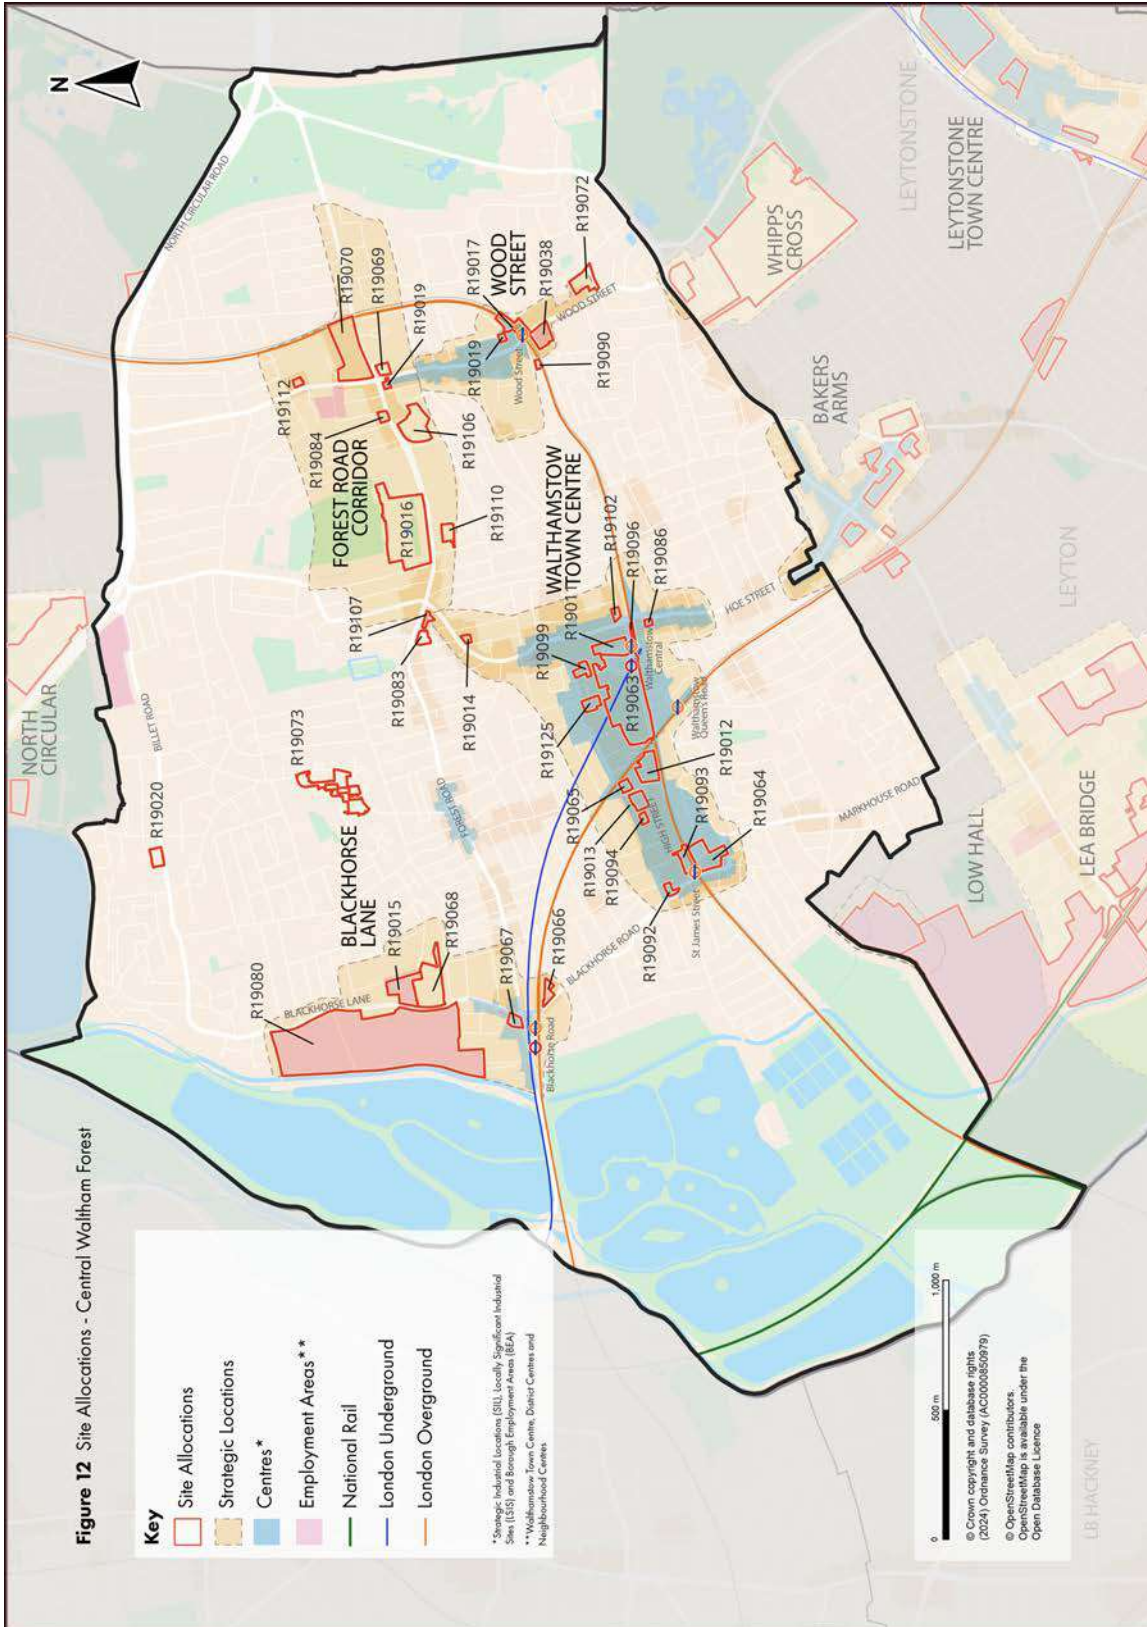 Figure 12 Site Allocations - Central Waltham Forest
Key
Site Allocations
Strategic Locations
Centres*
Employment Areas**
National Rail
London Underground
London Overground
*Strategic Industrial Locations (SIL), Locally Significant Industrial
Sites (LSIS) and Borough Employment Areas (BEA)
**Walthamstow Town Centre, District Centres and
Neighbourhood Centres
N
NORTH
CIRCULAR
NORTH CIRCULAR ROAD
BILLET ROAD
R19020
R19073
R19080
BLACKHORSE
LANE
BLACKHORSE LANE
R19015
R19068
R19067
R19066
Blackhorse Road
BLACKHORSE ROAD
FOREST ROAD
R19083
R19107
R19014
FOREST ROAD
CORRIDOR
R19016
R19110
R19084
R19112
R19106
R19070
R19069
R19019
R19019
R19017
WOOD
STREET
R19038
Wood Street
WOOD STREET
R19090
R19072
WALTHAMSTOW
TOWN CENTRE
R19125
R19099
R1901
R19102
R19096
R19086
R19063
Walthamstow
Central
Walthamstow
Queen's Road
HOE STREET
R19065
R19013
R19094
HIGH STREET
R19012
R19093
R19064
R19092
St James Street
MARKHOUSE ROAD
WHIPPS
CROSS
LEYTONSTONE
LEYTONSTONE
TOWN CENTRE
BAKERS
ARMS
LEYTON
LOW HALL
LEA BRIDGE
LB HACKNEY
0
500 m
1,000 m
© Crown copyright and database rights
(2024) Ordnance Survey (AC0000850979)
© OpenStreetMap contributors.
OpenStreetMap is available under the
Open Database Licence